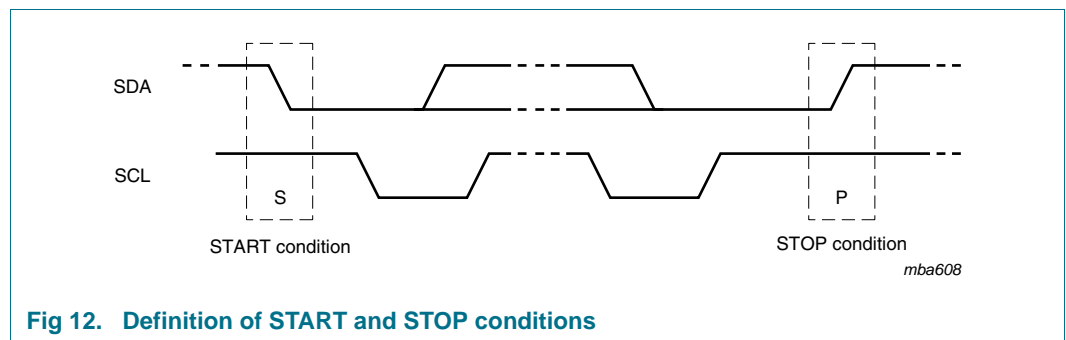 SDA
SCL
S
P
START condition
STOP condition
mba608
Fig 12. Definition of START and STOP conditions